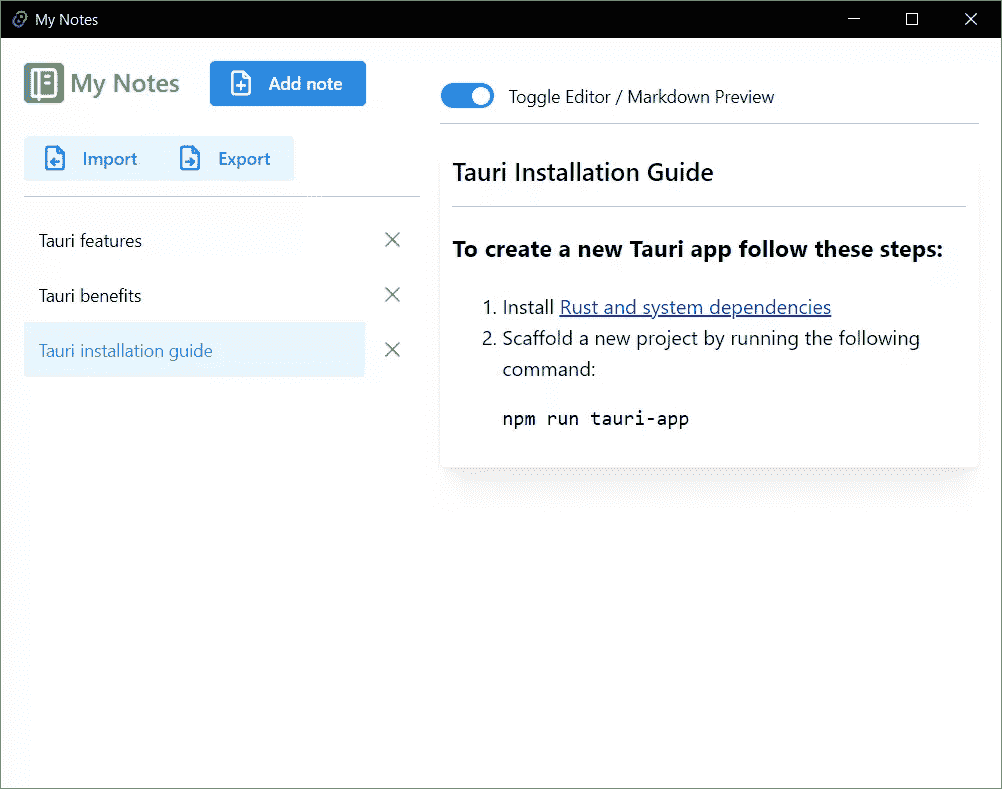 My Notes
My Notes
Add note
Import
Export
Tauri features
Tauri benefits
Tauri installation guide
Toggle Editor / Markdown Preview
Tauri Installation Guide
To create a new Tauri app follow these steps:
1. Install Rust and system dependencies
2. Scaffold a new project by running the following
command:
npm run tauri-app